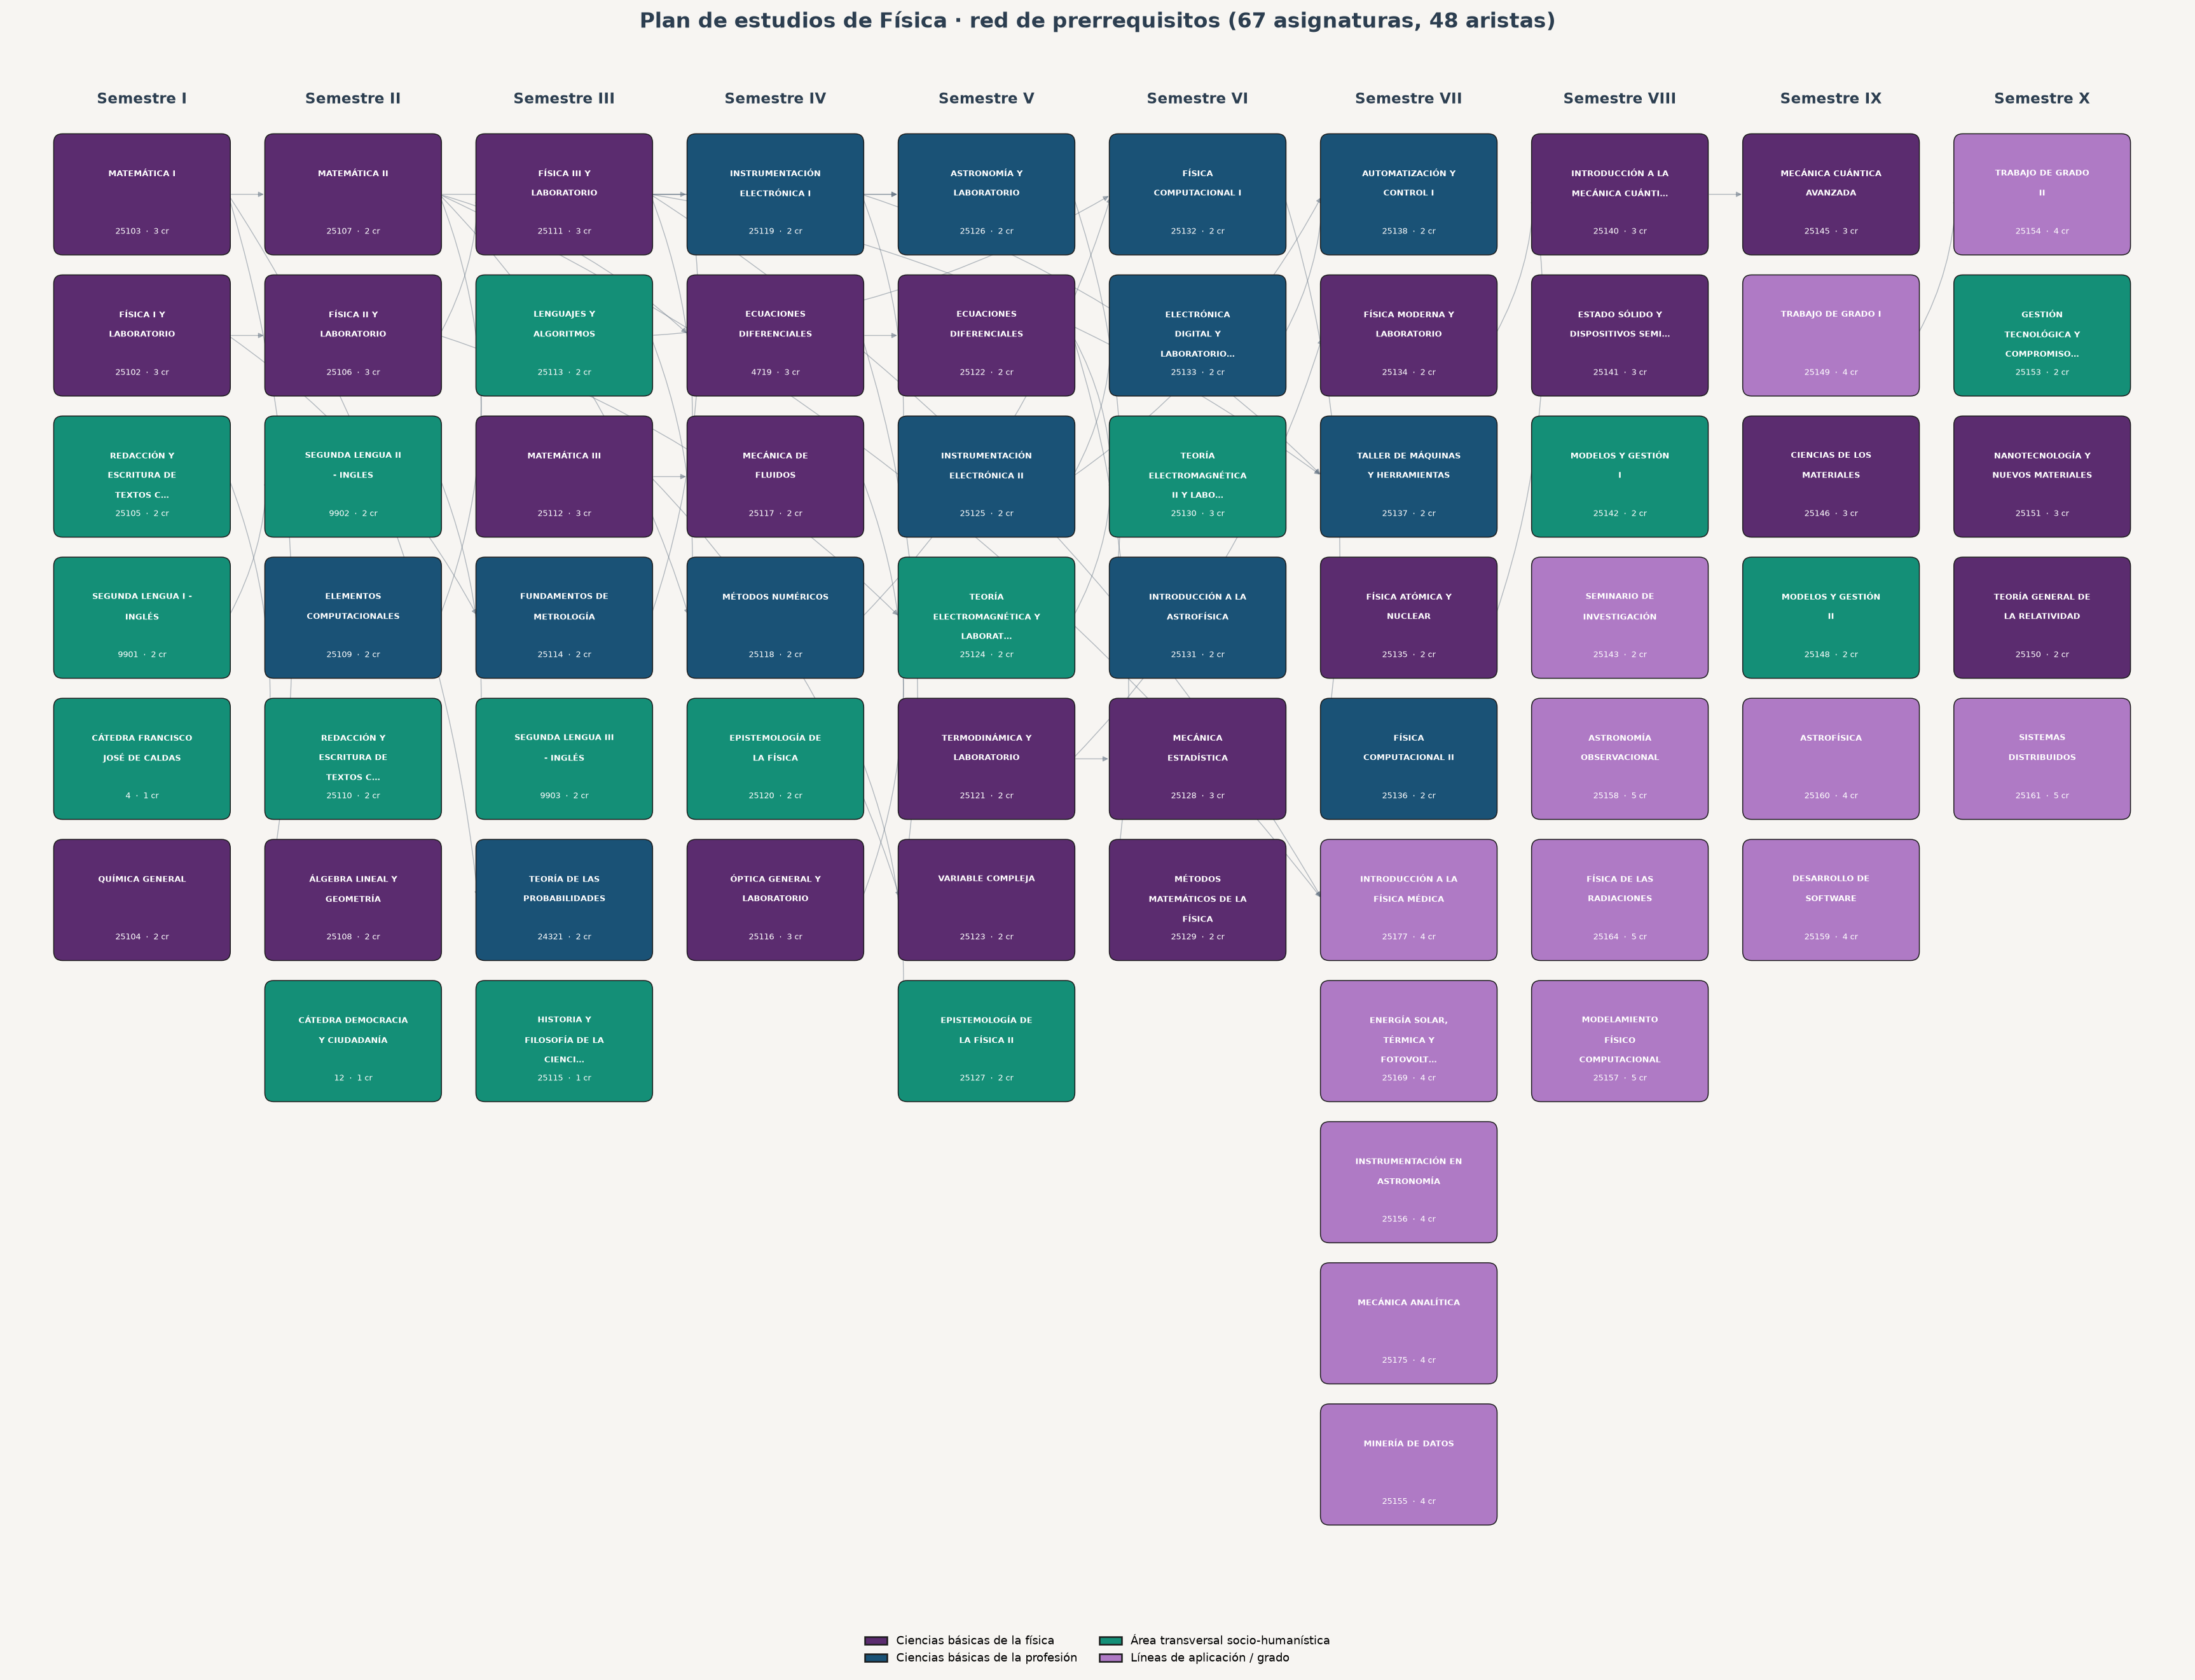 Plan de estudios de Física · red de prerrequisitos (67 asignaturas, 48 aristas)
Semestre I
MATEMÁTICA I
25103 · 3 cr
FÍSICA I Y
LABORATORIO
25102 · 3 cr
REDACCIÓN Y
ESCRITURA DE
TEXTOS C...
25105 · 2 cr
SEGUNDA LENGUA I -
INGLÉS
9901 · 2 cr
CÁTEDRA FRANCISCO
JOSÉ DE CALDAS
4 · 1 cr
QUÍMICA GENERAL
25104 · 2 cr
Semestre II
MATEMÁTICA II
25107 · 2 cr
FÍSICA II Y
LABORATORIO
25106 · 3 cr
SEGUNDA LENGUA II
- INGLES
9902 · 2 cr
ELEMENTOS
COMPUTACIONALES
25109 · 2 cr
REDACCIÓN Y
ESCRITURA DE
TEXTOS C...
25110 · 2 cr
ÁLGEBRA LINEAL Y
GEOMETRÍA
25108 · 2 cr
CÁTEDRA DEMOCRACIA
Y CIUDADANÍA
12 · 1 cr
Semestre III
FÍSICA III Y
LABORATORIO
25111 · 3 cr
LENGUAJES Y
ALGORITMOS
25113 · 2 cr
MATEMÁTICA III
25112 · 3 cr
FUNDAMENTOS DE
METROLOGÍA
25114 · 2 cr
SEGUNDA LENGUA III
- INGLÉS
9903 · 2 cr
TEORÍA DE LAS
PROBABILIDADES
24321 · 2 cr
HISTORIA Y
FILOSOFÍA DE LA
CIENCI...
25115 · 1 cr
Semestre IV
INSTRUMENTACIÓN
ELECTRÓNICA I
25119 · 2 cr
ECUACIONES
DIFERENCIALES
4719 · 3 cr
MECÁNICA DE
FLUIDOS
25117 · 2 cr
MÉTODOS NUMÉRICOS
25118 · 2 cr
EPISTEMOLOGÍA DE
LA FÍSICA
25120 · 2 cr
ÓPTICA GENERAL Y
LABORATORIO
25116 · 3 cr
Semestre V
ASTRONOMÍA Y
LABORATORIO
25126 · 2 cr
ECUACIONES
DIFERENCIALES
25122 · 2 cr
INSTRUMENTACIÓN
ELECTRÓNICA II
25125 · 2 cr
TEORÍA
ELECTROMAGNÉTICA Y
LABORAT...
25124 · 2 cr
TERMODINÁMICA Y
LABORATORIO
25121 · 2 cr
VARIABLE COMPLEJA
25123 · 2 cr
EPISTEMOLOGÍA DE
LA FÍSICA II
25127 · 2 cr
Semestre VI
FÍSICA
COMPUTACIONAL I
25132 · 2 cr
ELECTRÓNICA
DIGITAL Y
LABORATORIO...
25133 · 2 cr
TEORÍA
ELECTROMAGNÉTICA
II Y LABO...
25130 · 3 cr
INTRODUCCIÓN A LA
ASTROFÍSICA
25131 · 2 cr
MECÁNICA
ESTADÍSTICA
25128 · 3 cr
MÉTODOS
MATEMÁTICOS DE LA
FÍSICA
25129 · 2 cr
Semestre VII
AUTOMATIZACIÓN Y
CONTROL I
25138 · 2 cr
FÍSICA MODERNA Y
LABORATORIO
25134 · 2 cr
TALLER DE MÁQUINAS
Y HERRAMIENTAS
25137 · 2 cr
FÍSICA ATÓMICA Y
NUCLEAR
25135 · 2 cr
FÍSICA
COMPUTACIONAL II
25136 · 2 cr
INTRODUCCIÓN A LA
FÍSICA MÉDICA
25177 · 4 cr
ENERGÍA SOLAR,
TÉRMICA Y
FOTOVOLT...
25169 · 4 cr
INSTRUMENTACIÓN EN
ASTRONOMÍA
25156 · 4 cr
MECÁNICA ANALÍTICA
25175 · 4 cr
MINERÍA DE DATOS
25155 · 4 cr
Semestre VIII
INTRODUCCIÓN A LA
MECÁNICA CUÁNTI...
25140 · 3 cr
ESTADO SÓLIDO Y
DISPOSITIVOS SEMI...
25141 · 3 cr
MODELOS Y GESTIÓN
I
25142 · 2 cr
SEMINARIO DE
INVESTIGACIÓN
25143 · 2 cr
ASTRONOMÍA
OBSERVACIONAL
25158 · 5 cr
FÍSICA DE LAS
RADIACIONES
25164 · 5 cr
MODELAMIENTO
FÍSICO
COMPUTACIONAL
25157 · 5 cr
Semestre IX
MECÁNICA CUÁNTICA
AVANZADA
25145 · 3 cr
TRABAJO DE GRADO I
25149 · 4 cr
CIENCIAS DE LOS
MATERIALES
25146 · 3 cr
MODELOS Y GESTIÓN
II
25148 · 2 cr
ASTROFÍSICA
25160 · 4 cr
DESARROLLO DE
SOFTWARE
25159 · 4 cr
Semestre X
TRABAJO DE GRADO
II
25154 · 4 cr
GESTIÓN
TECNOLÓGICA Y
COMPROMISO...
25153 · 2 cr
NANOTECNOLOGÍA Y
NUEVOS MATERIALES
25151 · 3 cr
TEORÍA GENERAL DE
LA RELATIVIDAD
25150 · 2 cr
SISTEMAS
DISTRIBUIDOS
25161 · 5 cr
Ciencias básicas de la física
Ciencias básicas de la profesión
Área transversal socio-humanística
Líneas de aplicación / grado